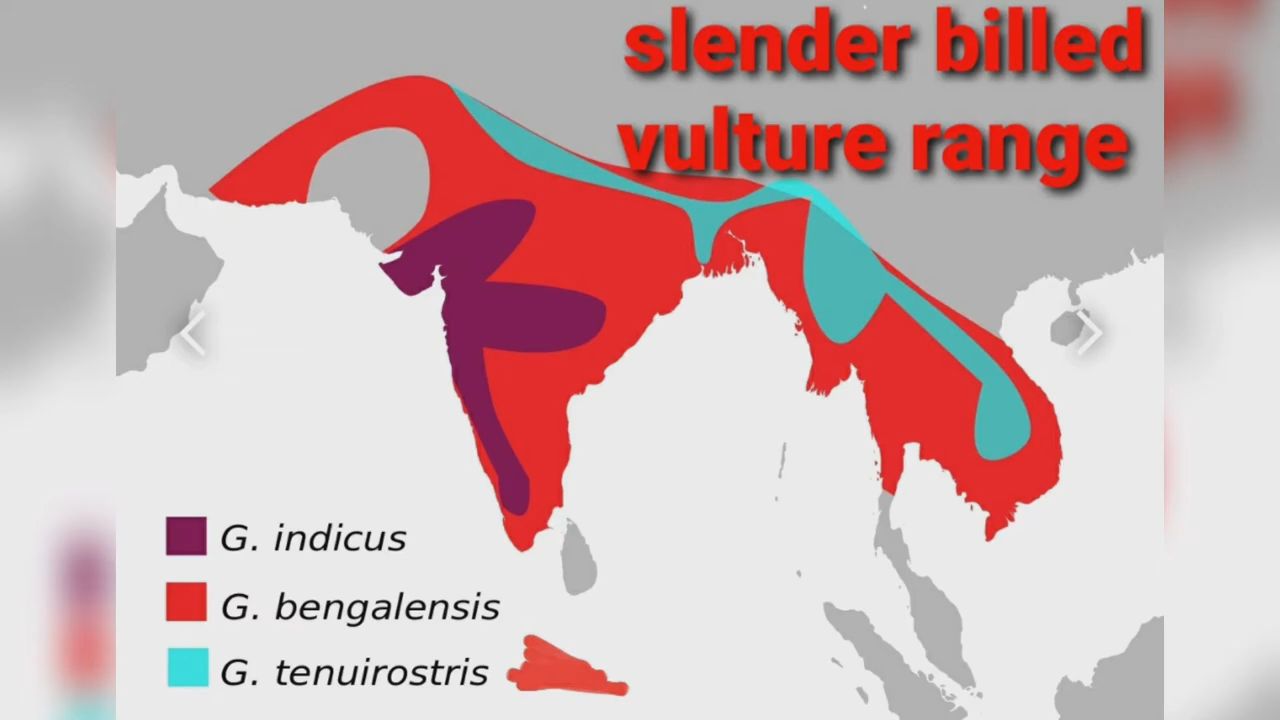 slender billed
vulture range
G. indicus
G. bengalensis
G. tenuirostris